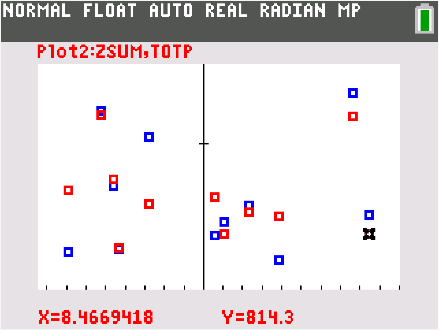 NORMAL FLOAT AUTO REAL RADIAN MP
Plot2:ZSUM,TOTP
X=8.4669418 Y=814.3